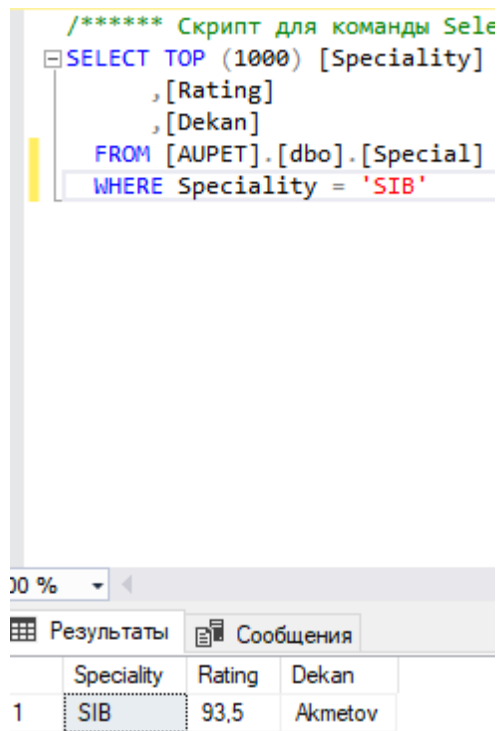 /****** Скрипт для команды Sele
SELECT TOP (1000) [Speciality]
,[Rating]
,[Dekan]
FROM [AUPET].[dbo].[Special]
WHERE Speciality = 'SIB'
00 %
Результаты Сообщения
Speciality Rating Dekan
1 SIB 93,5 Akmetov